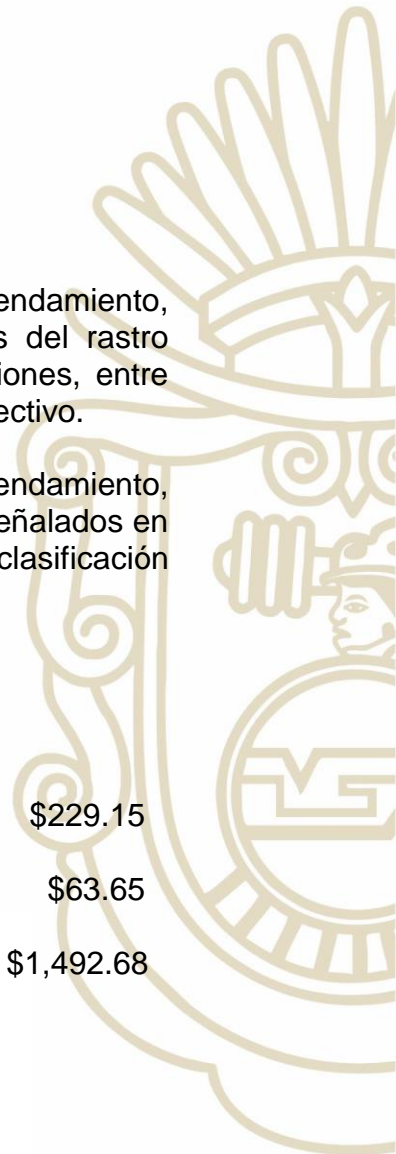 endamiento,
s del rastro
iones, entre
ectivo.
endamiento,
eñalados en
clasificación
$229.15
$63.65
$1,492.68